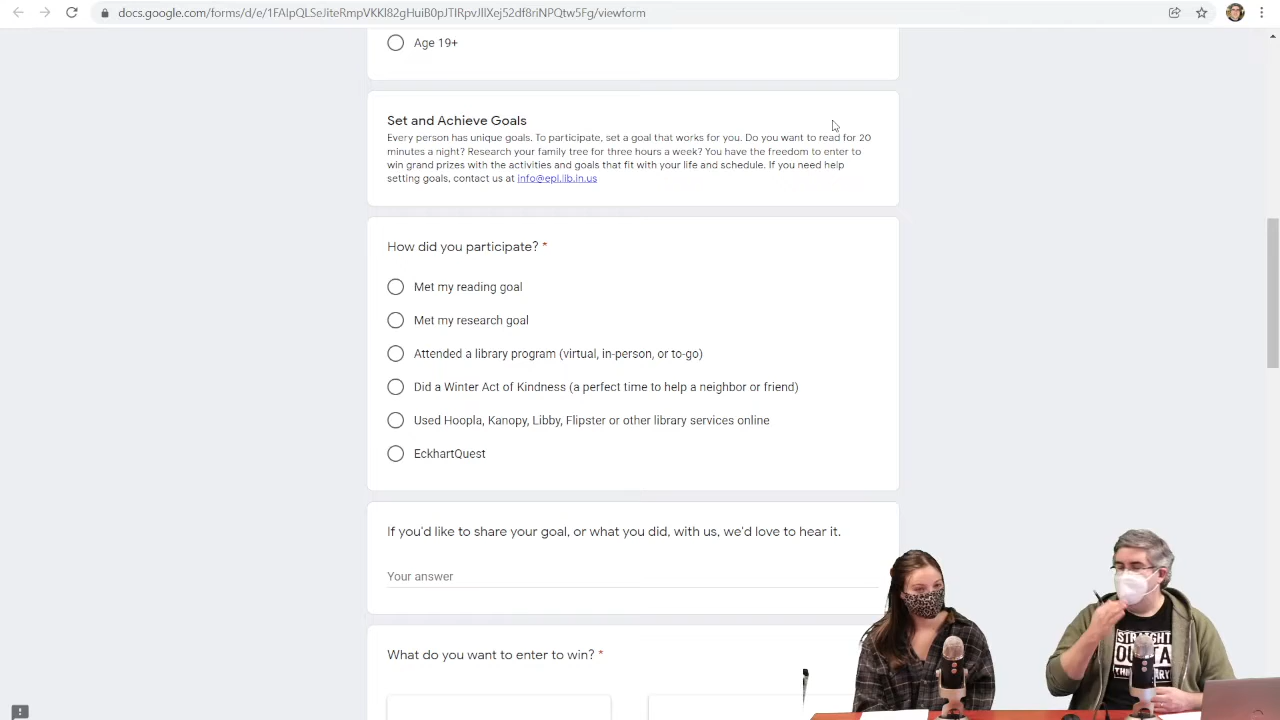 docs.google.com/forms/d/e/1FAIpQLSeJiteRmpVKKl82gHuiB0pJTlRpvJlIXej52df8riNPQtw5Fg/viewform
Age 19+
Set and Achieve Goals
Every person has unique goals. To participate, set a goal that works for you. Do you want to read for 20
minutes a night? Research your family tree for three hours a week? You have the freedom to enter to
win grand prizes with the activities and goals that fit with your life and schedule. If you need help
setting goals, contact us at info@epl.lib.in.us
How did you participate? *
Met my reading goal
Met my research goal
Attended a library program (virtual, in-person, or to-go)
Did a Winter Act of Kindness (a perfect time to help a neighbor or friend)
Used Hoopla, Kanopy, Libby, Flipster or other library services online
EckhartQuest
If you'd like to share your goal, or what you did, with us, we'd love to hear it.
Your answer
What do you want to enter to win? *
STRAIGHT
OUTTA